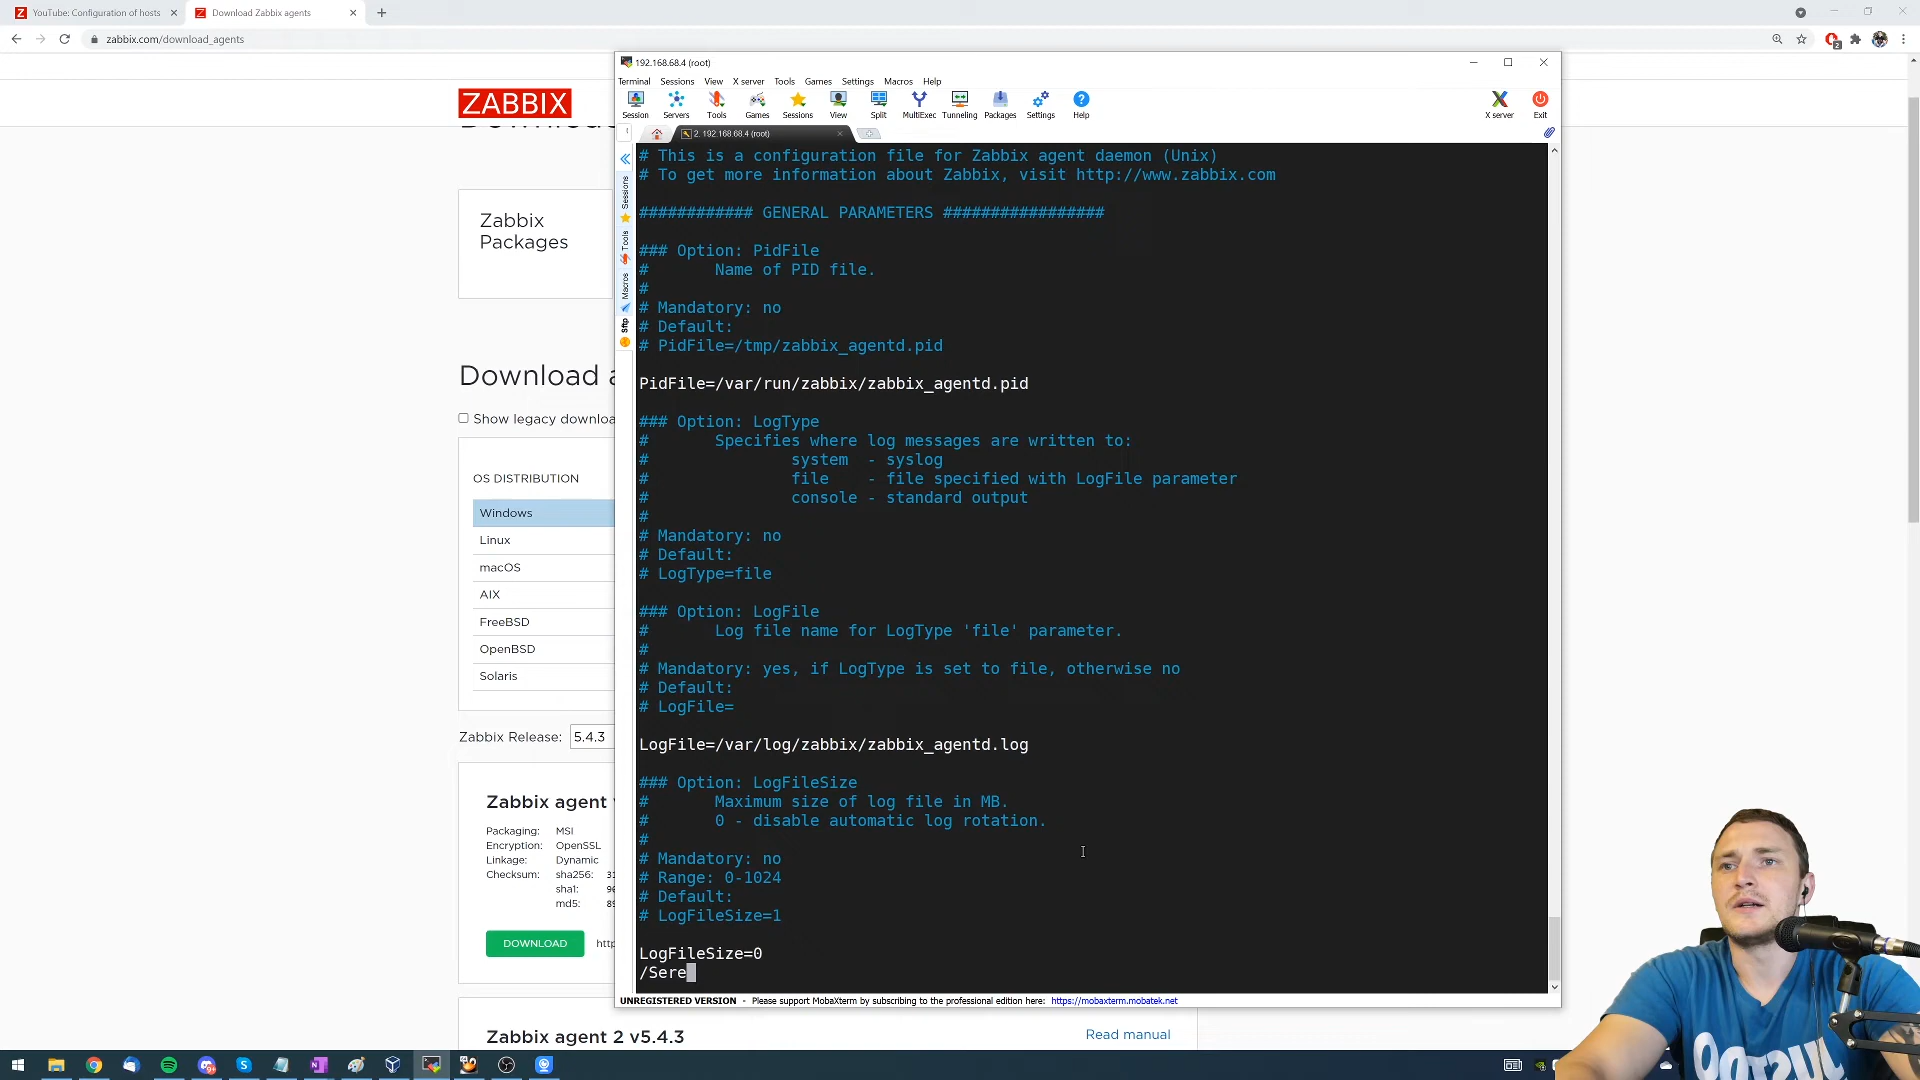 YouTube: Configuration of hosts
Download Zabbix agents
zabbix.com/download_agents
ZABBIX
Zabbix
Packages
Download
Show legacy downloa
OS DISTRIBUTION
Windows
Linux
macOS
AIX
FreeBSD
OpenBSD
Solaris
Zabbix Release: 5.4.3
Zabbix agent
Packaging: MSI
Encryption: OpenSSL
Linkage: Dynamic
Checksum: sha256: 31
sha1: 96
md5: 89
DOWNLOAD http
Zabbix agent 2 v5.4.3
Read manual
192.168.68.4 (root)
Terminal Sessions View X server Tools Games Settings Macros Help
Session Servers Tools Games Sessions View Split MultiExec Tunneling Packages Settings Help X server Exit
2. 192.168.68.4 (root)
Sessions
Tools
Macros
Sftp
# This is a configuration file for Zabbix agent daemon (Unix)
# To get more information about Zabbix, visit http://www.zabbix.com
############ GENERAL PARAMETERS #################
### Option: PidFile
# Name of PID file.
#
# Mandatory: no
# Default:
# PidFile=/tmp/zabbix_agentd.pid
PidFile=/var/run/zabbix/zabbix_agentd.pid
### Option: LogType
# Specifies where log messages are written to:
# system - syslog
# file - file specified with LogFile parameter
# console - standard output
#
# Mandatory: no
# Default:
# LogType=file
### Option: LogFile
# Log file name for LogType 'file' parameter.
#
# Mandatory: yes, if LogType is set to file, otherwise no
# Default:
# LogFile=
LogFile=/var/log/zabbix/zabbix_agentd.log
### Option: LogFileSize
# Maximum size of log file in MB.
# 0 - disable automatic log rotation.
#
# Mandatory: no
# Range: 0-1024
# Default:
# LogFileSize=1
LogFileSize=0
/Sere
UNREGISTERED VERSION - Please support MobaXterm by subscribing to the professional edition here: https://mobaxterm.mobatek.net